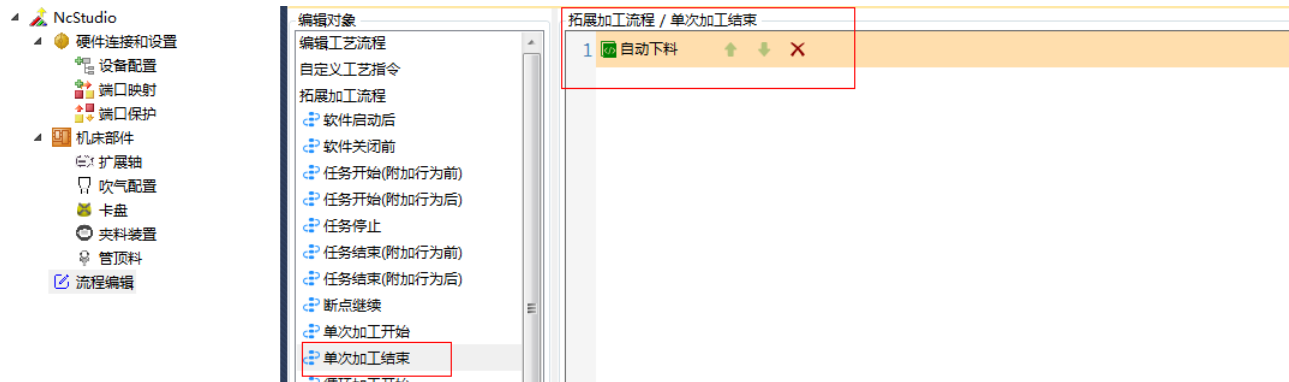 NcStudio
硬件连接和设置
设备配置
端口映射
端口保护
机床部件
扩展轴
吹气配置
卡盘
夹料装置
管顶料
流程编辑
编辑对象
编辑工艺流程
自定义工艺指令
拓展加工流程
软件启动后
软件关闭前
任务开始(附加行为前)
任务开始(附加行为后)
任务停止
任务结束(附加行为前)
任务结束(附加行为后)
断点继续
单次加工开始
单次加工结束
拓展加工流程 / 单次加工结束
1 自动下料